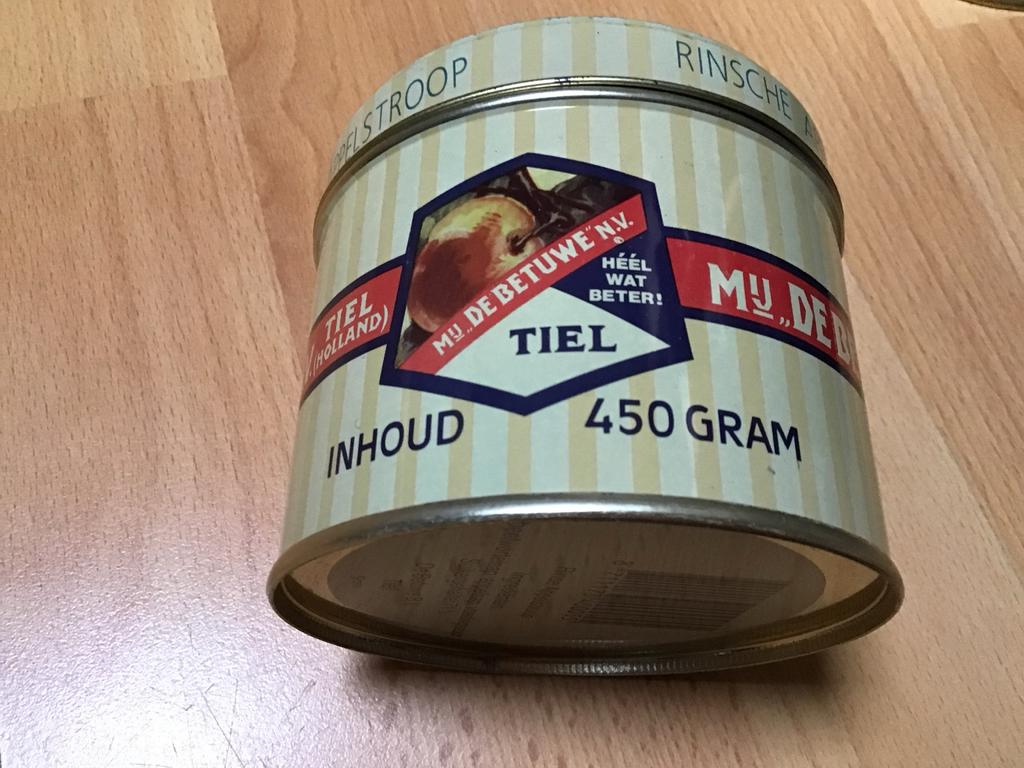 RINSCHE
PELSTROOP
MIJ „DE BETUWE” N.V.
HÉÉL
WAT
BETER!
TIEL
TIEL
(HOLLAND)
MIJ „DE B
INHOUD 450 GRAM